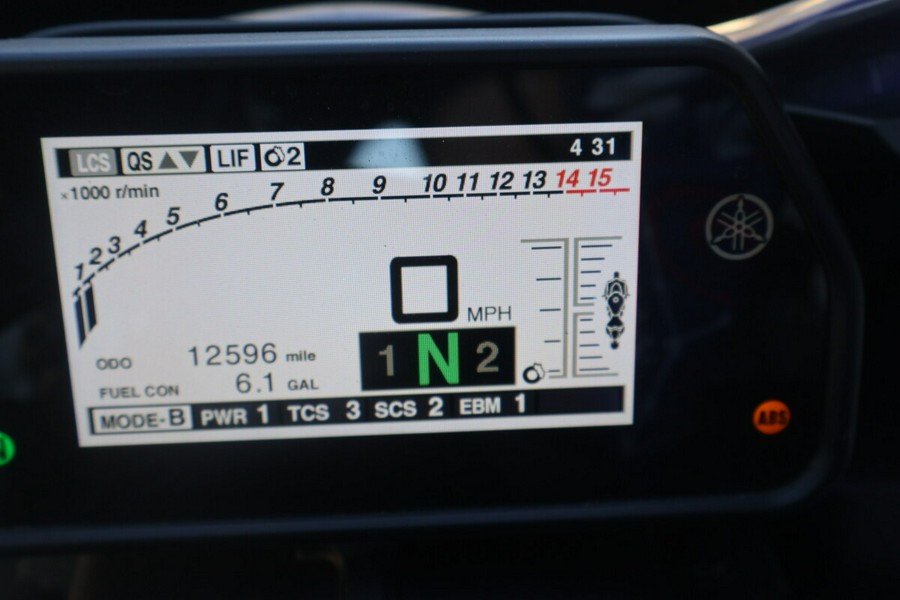 LCS QS LIF 2 4 31
×1000 r/min
1 2 3 4 5 6 7 8 9 10 11 12 13 14 15
0 MPH
ODO 12596 mile
1 N 2
FUEL CON 6.1 GAL
MODE-B PWR 1 TCS 3 SCS 2 EBM 1
ABS